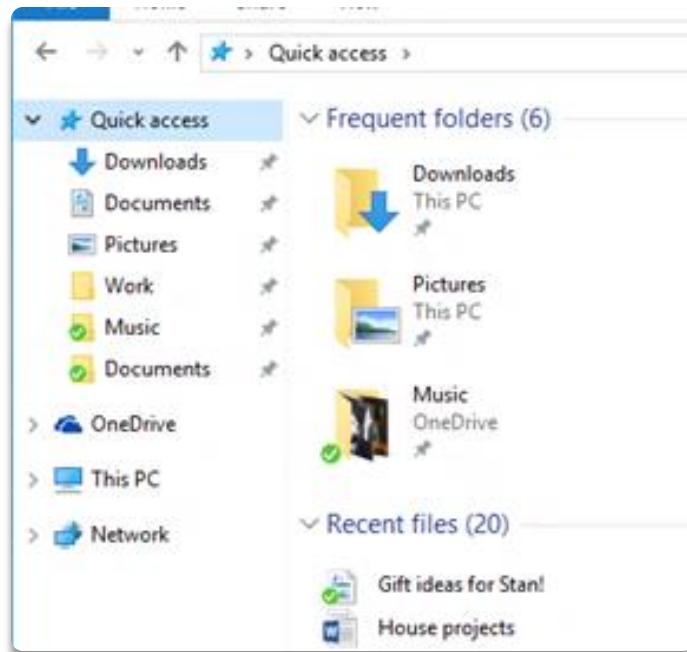 Quick access
Quick access
Downloads
Documents
Pictures
Work
Music
Documents
OneDrive
This PC
Network
Frequent folders (6)
Downloads
This PC
Pictures
This PC
Music
OneDrive
Recent files (20)
Gift ideas for Stan!
House projects